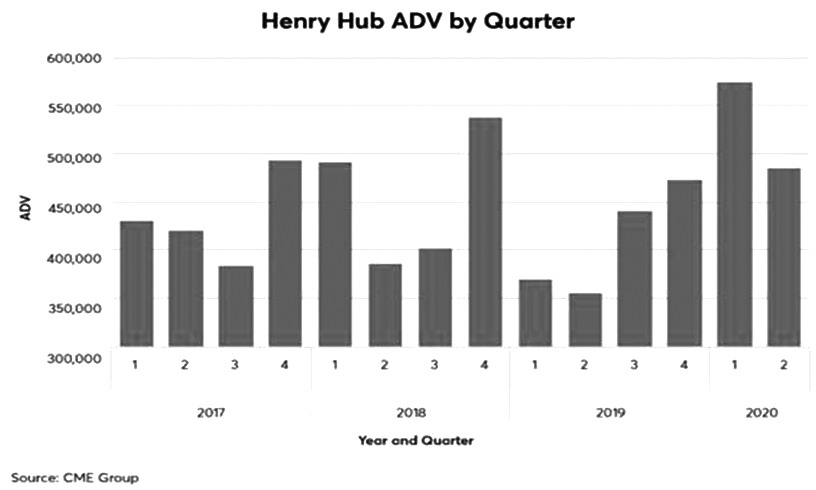 Henry Hub ADV by Quarter
600,000
550,000
500,000
450,000
400,000
350,000
300,000
ADV
1 2 3 4 1 2 3 4 1 2 3 4 1 2
2017 2018 2019 2020
Year and Quarter
Source: CME Group